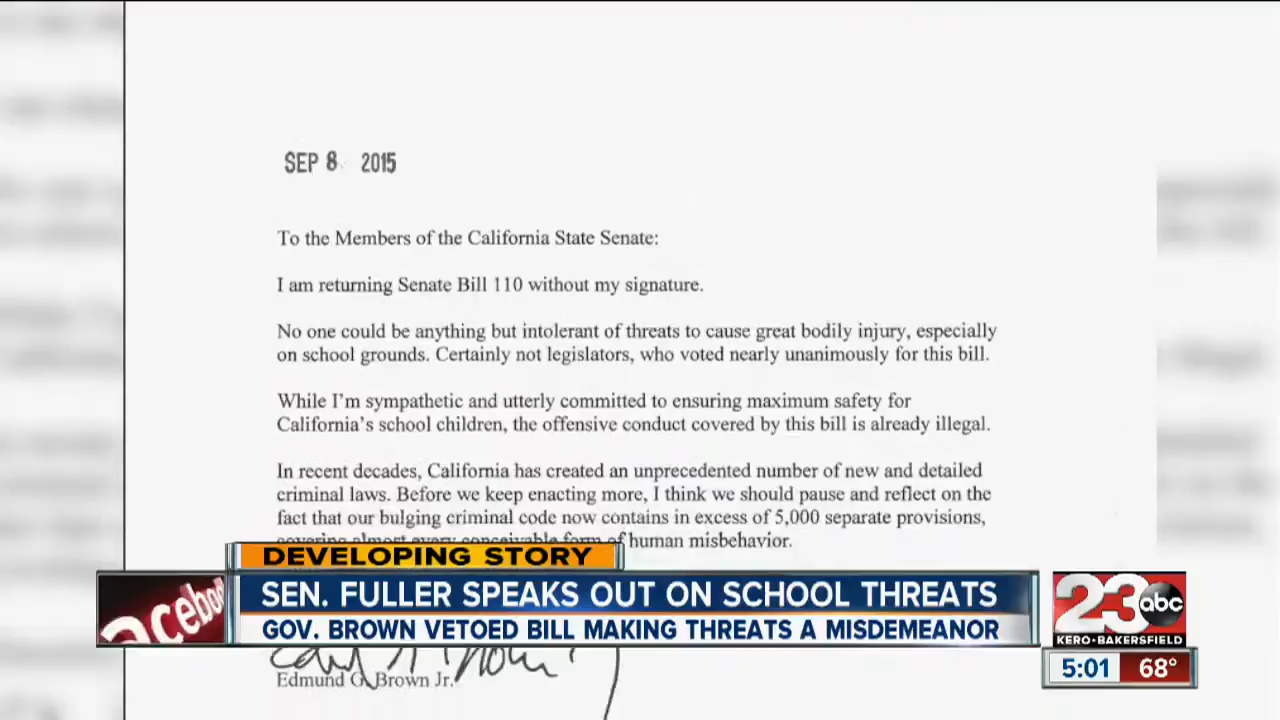 SEP 8 2015
To the Members of the California State Senate:
I am returning Senate Bill 110 without my signature.
No one could be anything but intolerant of threats to cause great bodily injury, especially
on school grounds. Certainly not legislators, who voted nearly unanimously for this bill.
While I'm sympathetic and utterly committed to ensuring maximum safety for
California's school children, the offensive conduct covered by this bill is already illegal.
In recent decades, California has created an unprecedented number of new and detailed
criminal laws. Before we keep enacting more, I think we should pause and reflect on the
fact that our bulging criminal code now contains in excess of 5,000 separate provisions,
covering almost every conceivable form of human misbehavior.
DEVELOPING STORY
acebo
SEN. FULLER SPEAKS OUT ON SCHOOL THREATS
GOV. BROWN VETOED BILL MAKING THREATS A MISDEMEANOR
23 abc
KERO-BAKERSFIELD
5:01 68°
Edmund G. Brown Jr.